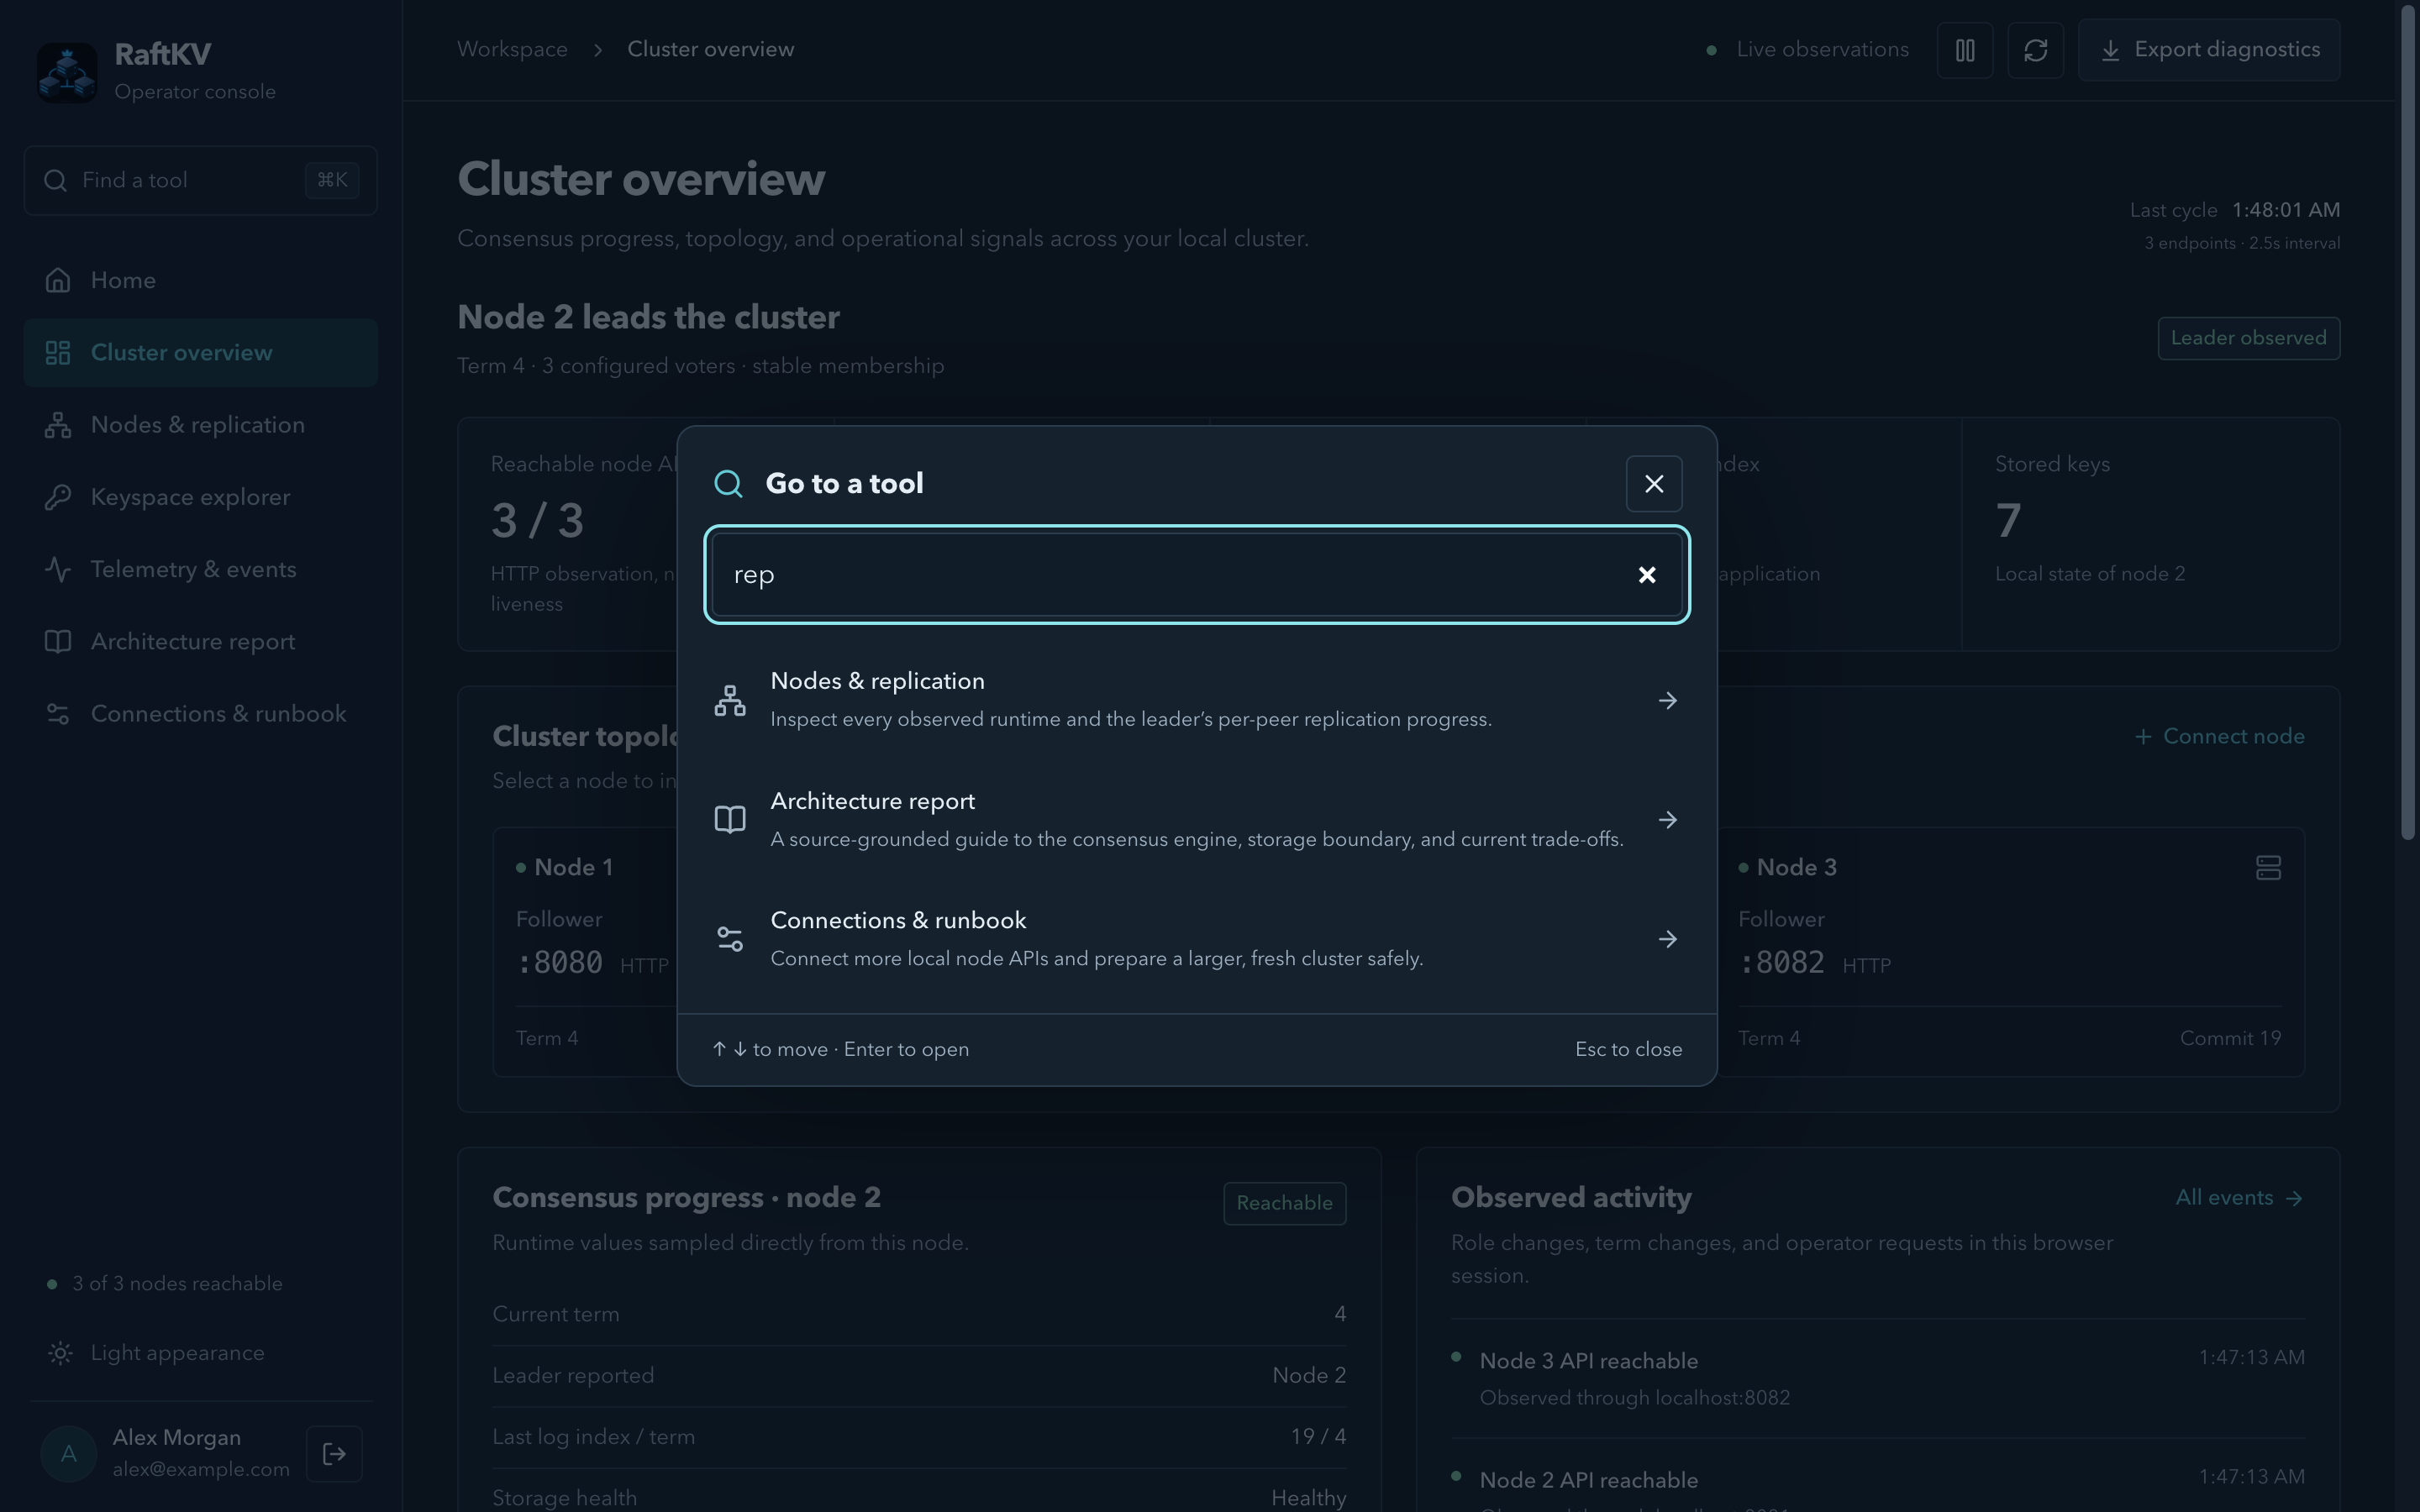 RaftKV
Operator console
Find a tool
⌘K
Home
Cluster overview
Nodes & replication
Keyspace explorer
Telemetry & events
Architecture report
Connections & runbook
3 of 3 nodes reachable
Light appearance
A
Alex Morgan
alex@example.com
Workspace > Cluster overview
Live observations
Export diagnostics
Cluster overview
Consensus progress, topology, and operational signals across your local cluster.
Last cycle 1:48:01 AM
3 endpoints · 2.5s interval
Node 2 leads the cluster
Term 4 · 3 configured voters · stable membership
Leader observed
Reachable node
3 / 3
HTTP observation,
liveness
application
Stored keys
7
Local state of node 2
Go to a tool
rep
Nodes & replication
Inspect every observed runtime and the leader’s per-peer replication progress.
Architecture report
A source-grounded guide to the consensus engine, storage boundary, and current trade-offs.
Connections & runbook
Connect more local node APIs and prepare a larger, fresh cluster safely.
↑ ↓ to move · Enter to open
Esc to close
Cluster
Select a node to
+ Connect node
Node 1
Follower
:8080 HTTP
Term 4
Node 3
Follower
:8082 HTTP
Term 4
Commit 19
Consensus progress · node 2
Reachable
Runtime values sampled directly from this node.
Current term
4
Leader reported
Node 2
Last log index / term
19 / 4
Storage health
Healthy
Observed activity
All events →
Role changes, term changes, and operator requests in this browser
session.
Node 3 API reachable
1:47:13 AM
Observed through localhost:8082
Node 2 API reachable
1:47:13 AM